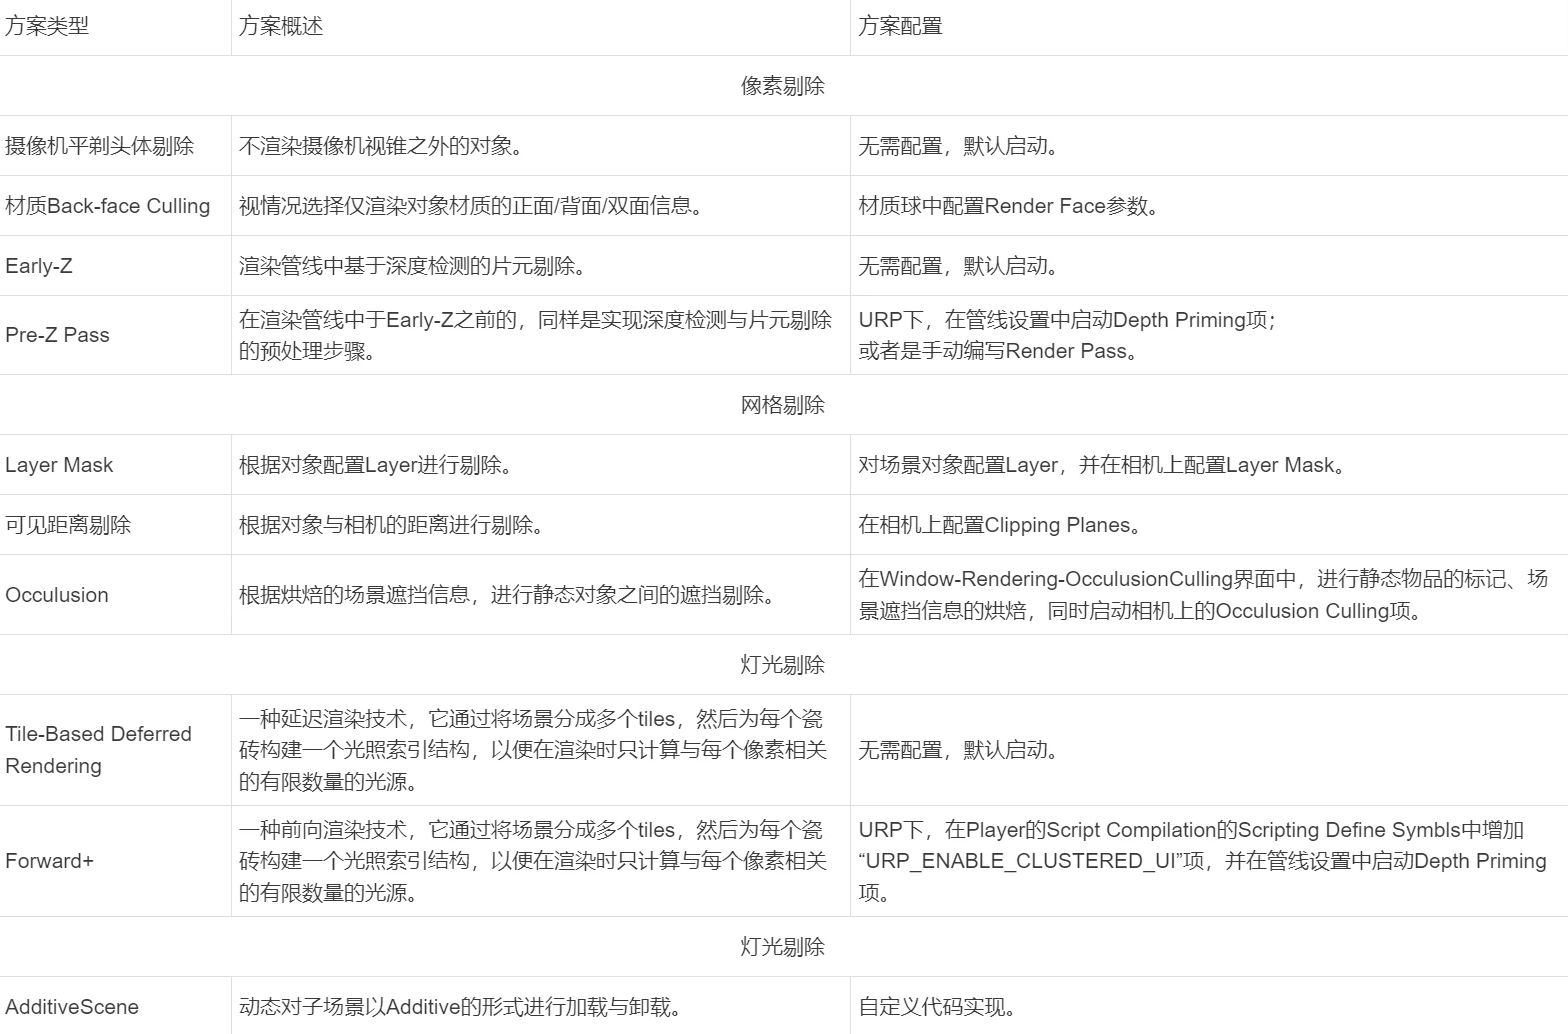 方案类型
方案概述
方案配置
像素剔除
摄像机平剃头体剔除
不渲染摄像机视锥之外的对象。
无需配置，默认启动。
材质Back-face Culling
视情况选择仅渲染对象材质的正面/背面/双面信息。
材质球中配置Render Face参数。
Early-Z
渲染管线中基于深度检测的片元剔除。
无需配置，默认启动。
Pre-Z Pass
在渲染管线中于Early-Z之前的，同样是实现深度检测与片元剔除
的预处理步骤。
URP下，在管线设置中启动Depth Priming项；
或者是手动编写Render Pass。
网格剔除
Layer Mask
根据对象配置Layer进行剔除。
对场景对象配置Layer，并在相机上配置Layer Mask。
可见距离剔除
根据对象与相机的距离进行剔除。
在相机上配置Clipping Planes。
Occulusion
根据烘焙的场景遮挡信息，进行静态对象之间的遮挡剔除。
在Window-Rendering-OcculusionCulling界面中，进行静态物品的标记、场
景遮挡信息的烘焙，同时启动相机上的Occulusion Culling项。
灯光剔除
Tile-Based Deferred
Rendering
一种延迟渲染技术，它通过将场景分成多个tiles，然后为每个瓷
砖构建一个光照索引结构，以便在渲染时只计算与每个像素相关
的有限数量的光源。
无需配置，默认启动。
Forward+
一种前向渲染技术，它通过将场景分成多个tiles，然后为每个瓷
砖构建一个光照索引结构，以便在渲染时只计算与每个像素相关
的有限数量的光源。
URP下，在Player的Script Compilation的Scripting Define Symbls中增加
“URP_ENABLE_CLUSTERED_UI”项，并在管线设置中启动Depth Priming
项。
灯光剔除
AdditiveScene
动态对子场景以Additive的形式进行加载与卸载。
自定义代码实现。